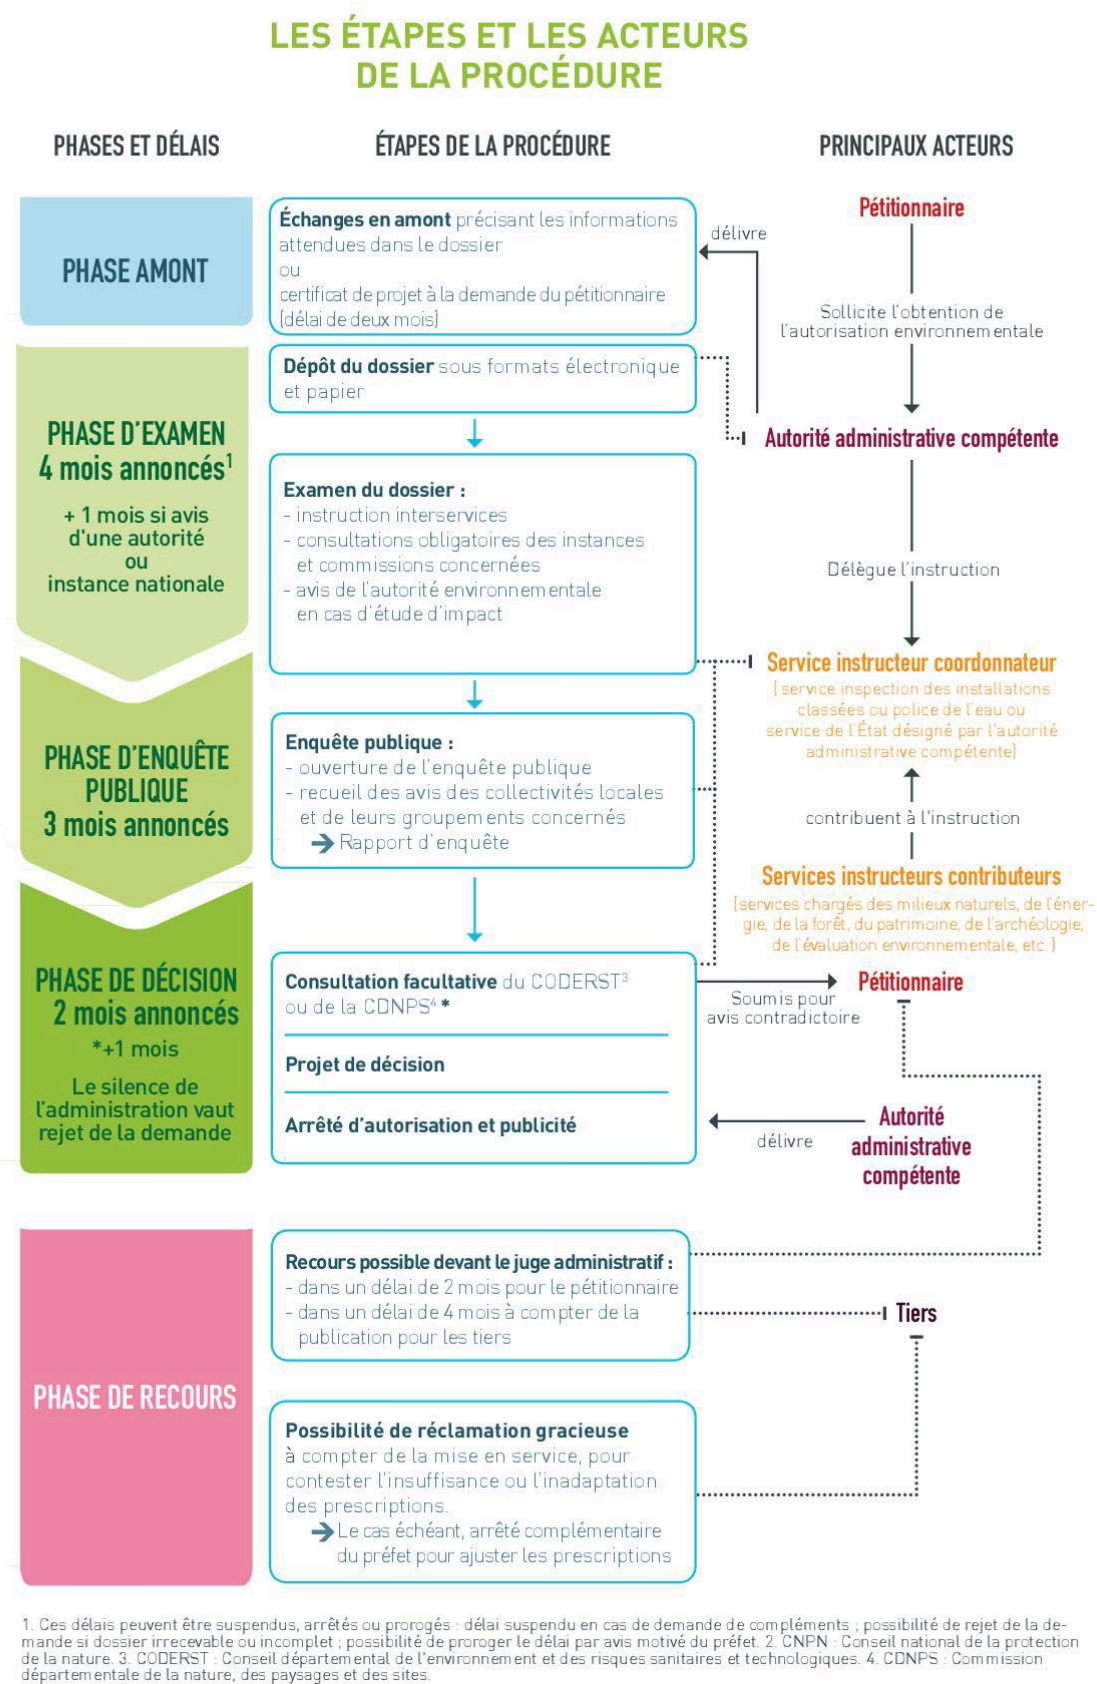 LES ÉTAPES ET LES ACTEURS
DE LA PROCÉDURE
PHASES ET DÉLAIS
ÉTAPES DE LA PROCÉDURE
PRINCIPAUX ACTEURS
PHASE AMONT
Échanges en amont précisant les informations
attendues dans le dossier
ou
certificat de projet à la demande du pétitionnaire
(délai de deux mois)
délivre
Pétitionnaire
Sollicite l'obtention de
l'autorisation environnementale
PHASE D'EXAMEN
4 mois annoncés¹
+ 1 mois si avis
d'une autorité
ou
instance nationale
Dépôt du dossier sous formats électronique
et papier
Autorité administrative compétente
Examen du dossier :
- instruction interservices
- consultations obligatoires des instances
et commissions concernées
- avis de l'autorité environnementale
en cas d'étude d'impact
Délègue l'instruction
Service instructeur coordonnateur
( service inspection des installations
classées ou police de l'eau ou
service de l'État désigné par l'autorité
administrative compétente)
PHASE D'ENQUÊTE
PUBLIQUE
3 mois annoncés
Enquête publique :
- ouverture de l'enquête publique
- recueil des avis des collectivités locales
et de leurs groupements concernés
→ Rapport d'enquête
contribuent à l'instruction
Services instructeurs contributeurs
(services chargés des milieux naturels, de l'éner-
gie, de la forêt, du patrimoine, de l'archéologie,
de l'évaluation environnementale, etc.)
PHASE DE DÉCISION
2 mois annoncés
*+1 mois
Le silence de
l'administration vaut
rejet de la demande
Consultation facultative du CODERST³
ou de la CDNPS⁴ *
Projet de décision
Arrêté d'autorisation et publicité
Soumis pour
avis contradictoire
Pétitionnaire
délivre
Autorité
administrative
compétente
PHASE DE RECOURS
Recours possible devant le juge administratif :
- dans un délai de 2 mois pour le pétitionnaire
- dans un délai de 4 mois à compter de la
publication pour les tiers
Tiers
Possibilité de réclamation gracieuse
à compter de la mise en service, pour
contester l'insuffisance ou l'inadaptation
des prescriptions.
→ Le cas échéant, arrêté complémentaire
du préfet pour ajuster les prescriptions
1. Ces délais peuvent être suspendus, arrêtés ou prorogés : délai suspendu en cas de demande de compléments ; possibilité de rejet de la de-
mande si dossier irrecevable ou incomplet ; possibilité de proroger le délai par avis motivé du préfet. 2. CNPN : Conseil national de la protection
de la nature. 3. CODERST : Conseil départemental de l'environnement et des risques sanitaires et technologiques. 4. CDNPS : Commission
départementale de la nature, des paysages et des sites.